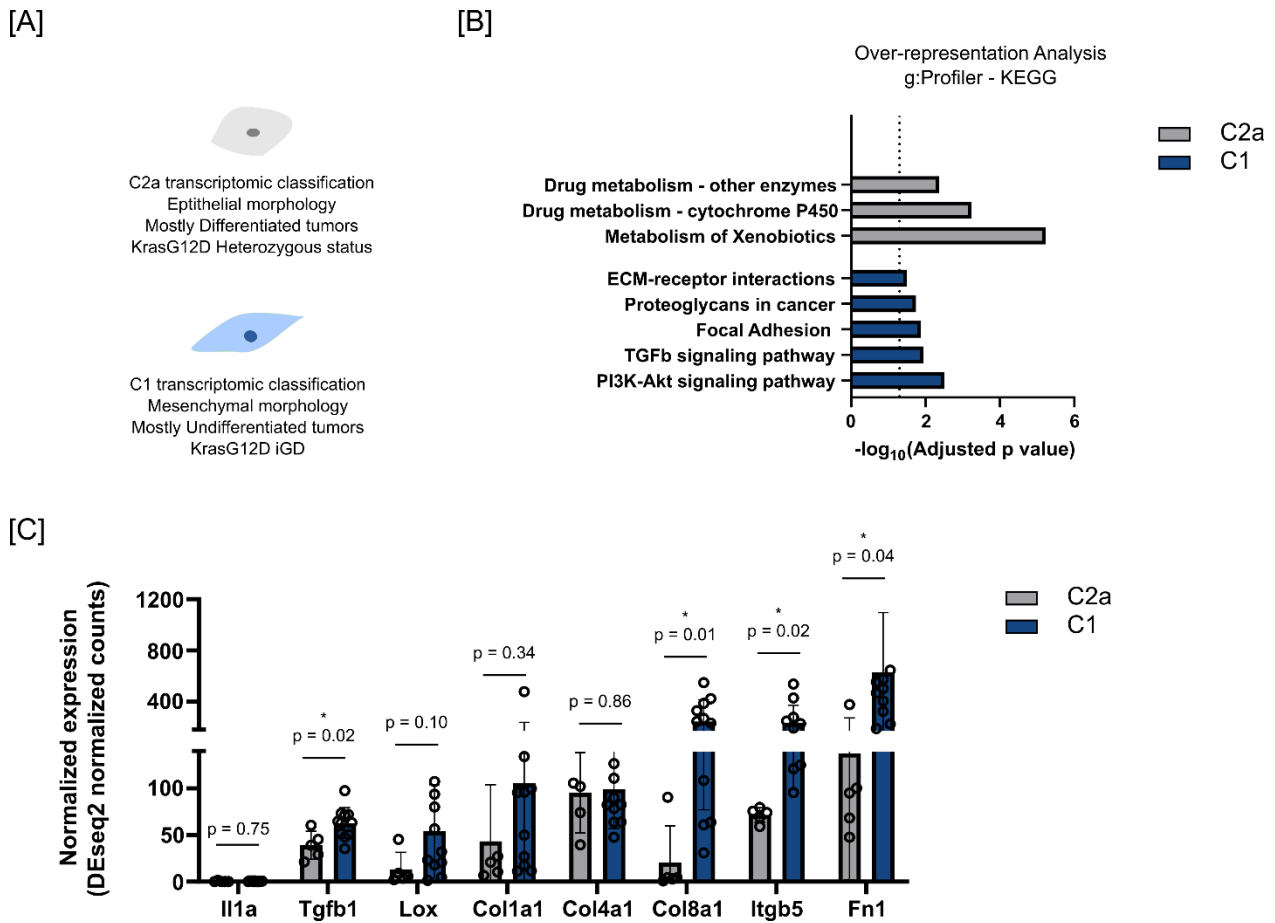 [A]
C2a transcriptomic classification
Eptithelial morphology
Mostly Differentiated tumors
KrasG12D Heterozygous status
C1 transcriptomic classification
Mesenchymal morphology
Mostly Undifferentiated tumors
KrasG12D iGD
[B]
Over-representation Analysis
g:Profiler - KEGG
C2a
C1
Drug metabolism - other enzymes
Drug metabolism - cytochrome P450
Metabolism of Xenobiotics
ECM-receptor interactions
Proteoglycans in cancer
Focal Adhesion
TGFb signaling pathway
PI3K-Akt signaling pathway
0 2 4 6
-log₁₀(Adjusted p value)
[C]
Normalized expression
(DEseq2 normalized counts)
1200
800
400
100
50
0
p = 0.75
*
p = 0.02
p = 0.10
p = 0.34
p = 0.86
*
p = 0.01
*
p = 0.02
*
p = 0.04
C2a
C1
Il1a Tgfb1 Lox Col1a1 Col4a1 Col8a1 Itgb5 Fn1